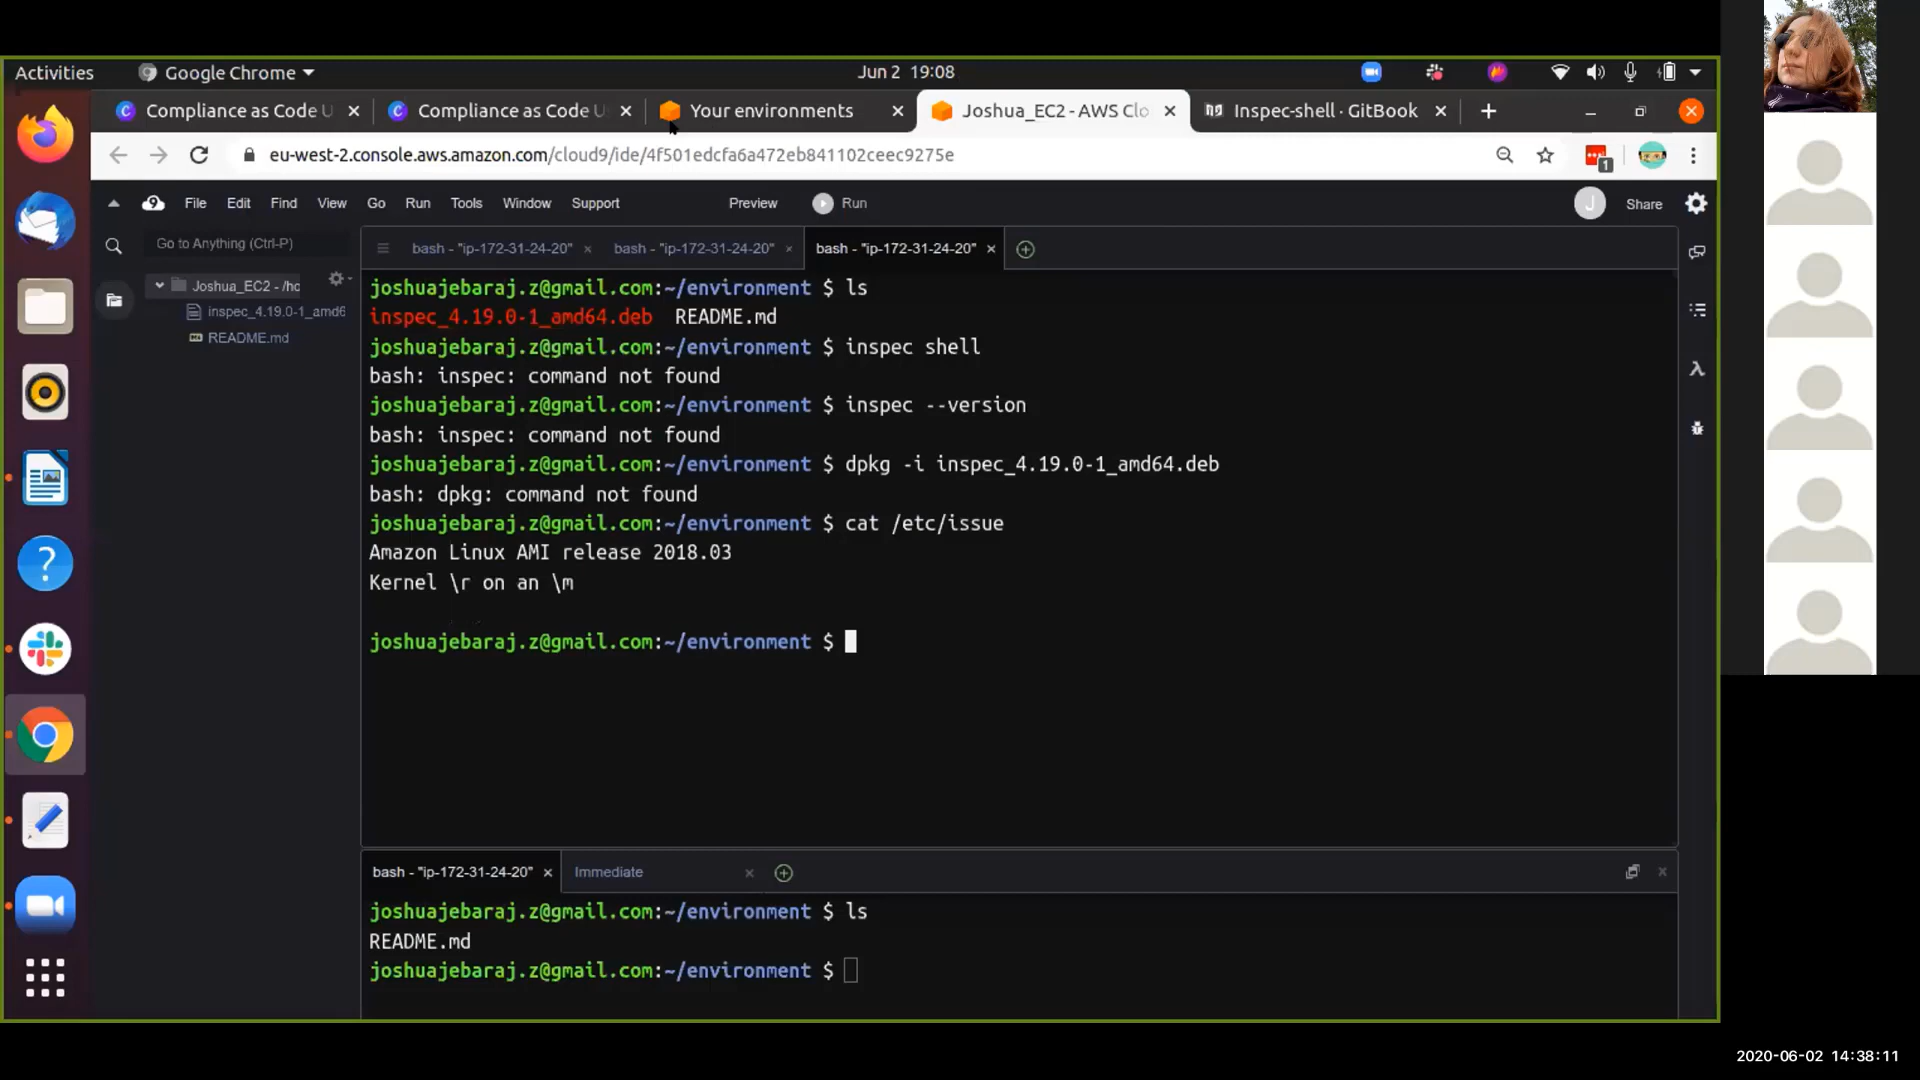 Activities
Google Chrome
Jun 2 19:08
Compliance as Code U
Compliance as Code U
Your environments
Joshua_EC2 - AWS Clo
Inspec-shell · GitBook
eu-west-2.console.aws.amazon.com/cloud9/ide/4f501edcfa6a472eb841102ceec9275e
1
9 File Edit Find View Go Run Tools Window Support Preview Run J Share
Go to Anything (Ctrl-P)
bash - "ip-172-31-24-20"
bash - "ip-172-31-24-20"
bash - "ip-172-31-24-20"
Joshua_EC2 - /hc
inspec_4.19.0-1_amd6
README.md
joshuajebaraj.z@gmail.com:~/environment $ ls
inspec_4.19.0-1_amd64.deb README.md
joshuajebaraj.z@gmail.com:~/environment $ inspec shell
bash: inspec: command not found
joshuajebaraj.z@gmail.com:~/environment $ inspec --version
bash: inspec: command not found
joshuajebaraj.z@gmail.com:~/environment $ dpkg -i inspec_4.19.0-1_amd64.deb
bash: dpkg: command not found
joshuajebaraj.z@gmail.com:~/environment $ cat /etc/issue
Amazon Linux AMI release 2018.03
Kernel \r on an \m
joshuajebaraj.z@gmail.com:~/environment $
bash - "ip-172-31-24-20"
Immediate
joshuajebaraj.z@gmail.com:~/environment $ ls
README.md
joshuajebaraj.z@gmail.com:~/environment $
2020-06-02 14:38:11